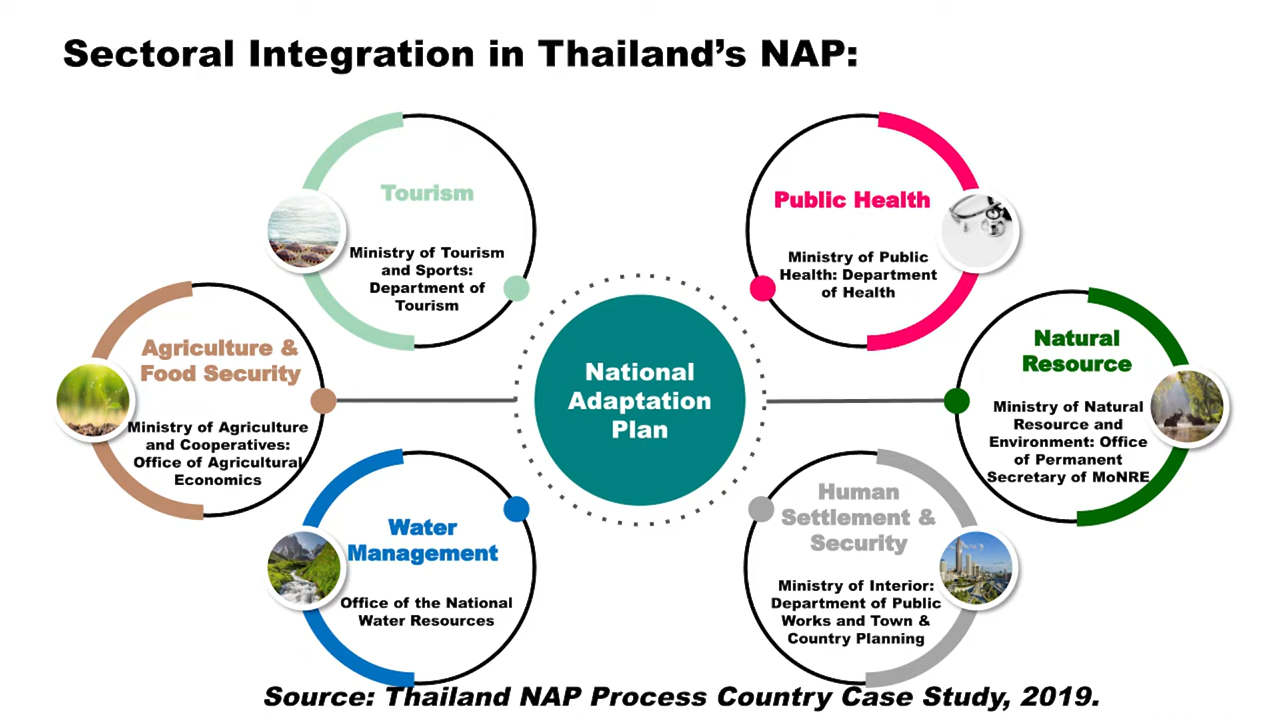 Sectoral Integration in Thailand’s NAP:
Tourism
Ministry of Tourism
and Sports:
Department of
Tourism
Public Health
Ministry of Public
Health: Department
of Health
Agriculture &
Food Security
Ministry of Agriculture
and Cooperatives:
Office of Agricultural
Economics
National
Adaptation
Plan
Natural
Resource
Ministry of Natural
Resource and
Environment: Office
of Permanent
Secretary of MoNRE
Water
Management
Office of the National
Water Resources
Human
Settlement &
Security
Ministry of Interior:
Department of Public
Works and Town &
Country Planning
Source: Thailand NAP Process Country Case Study, 2019.